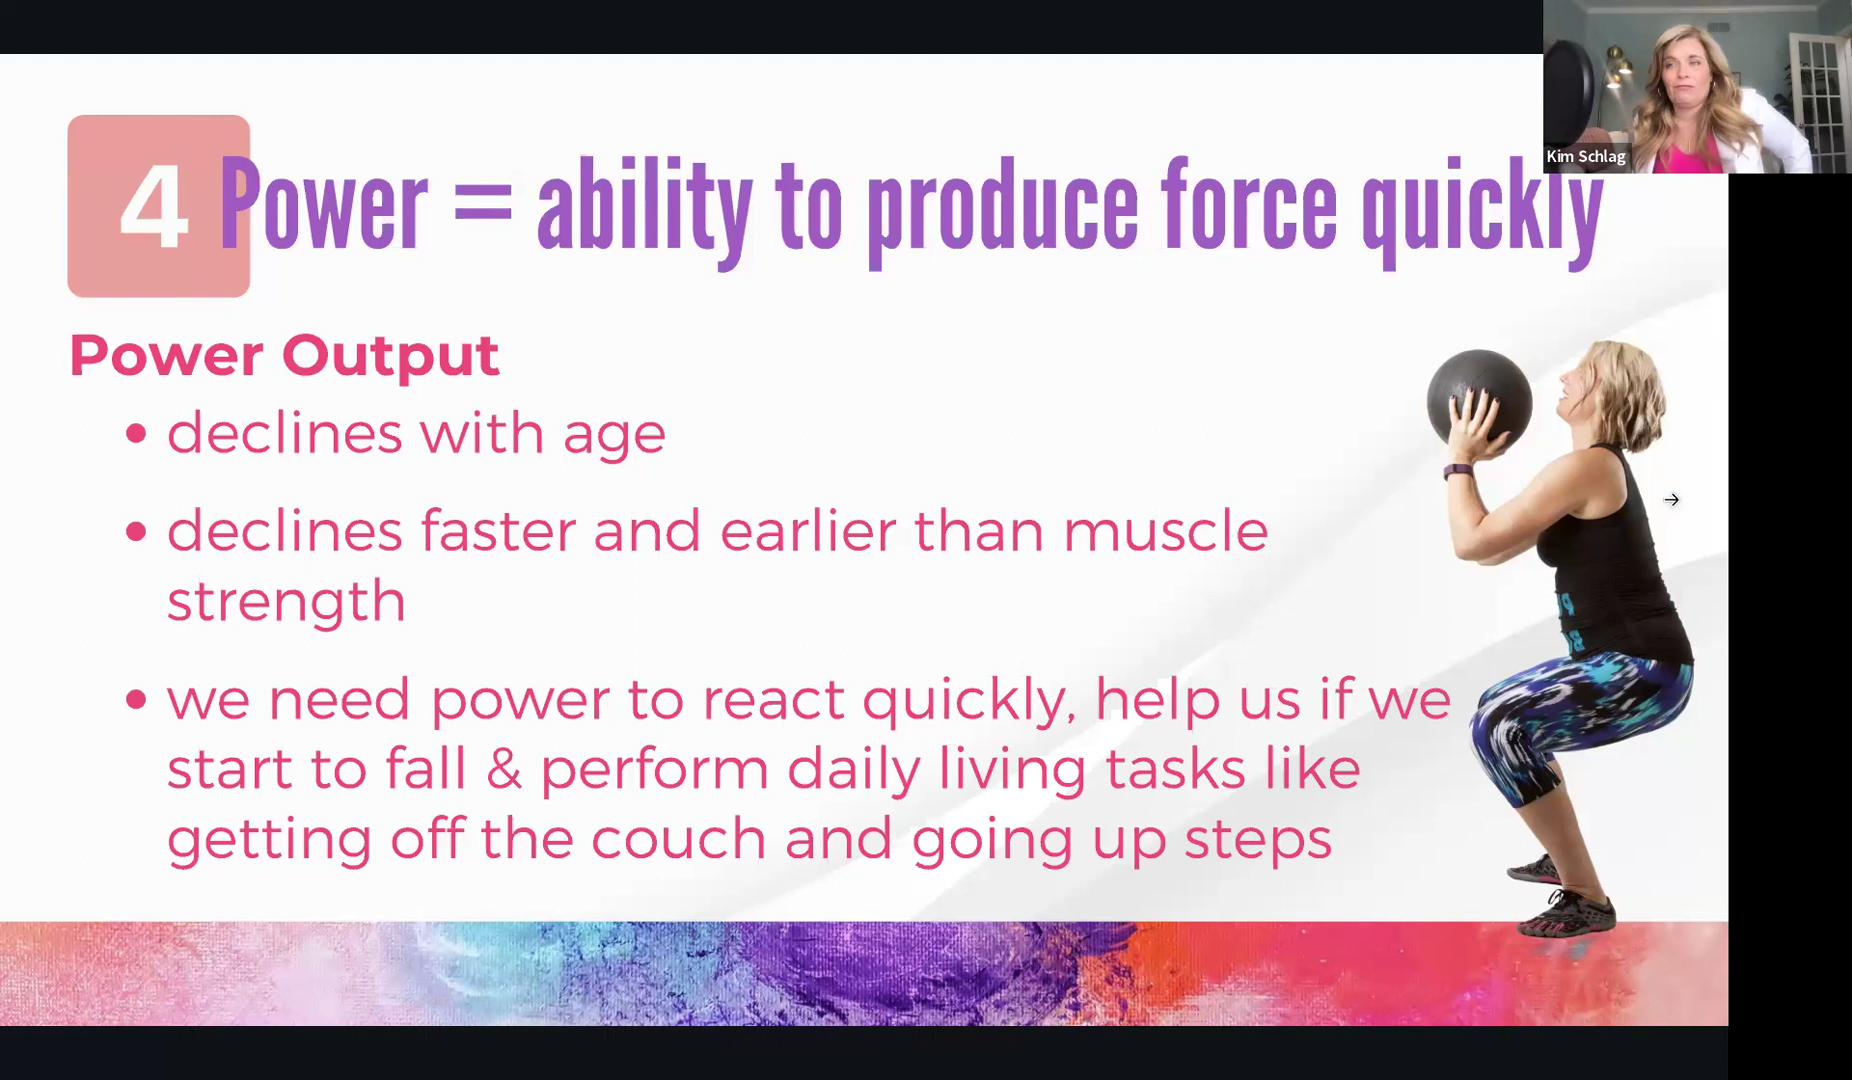 Kim Schlag
4 Power = ability to produce force quickly
Power Output
• declines with age
• declines faster and earlier than muscle
strength
• we need power to react quickly, help us if we
start to fall & perform daily living tasks like
getting off the couch and going up steps